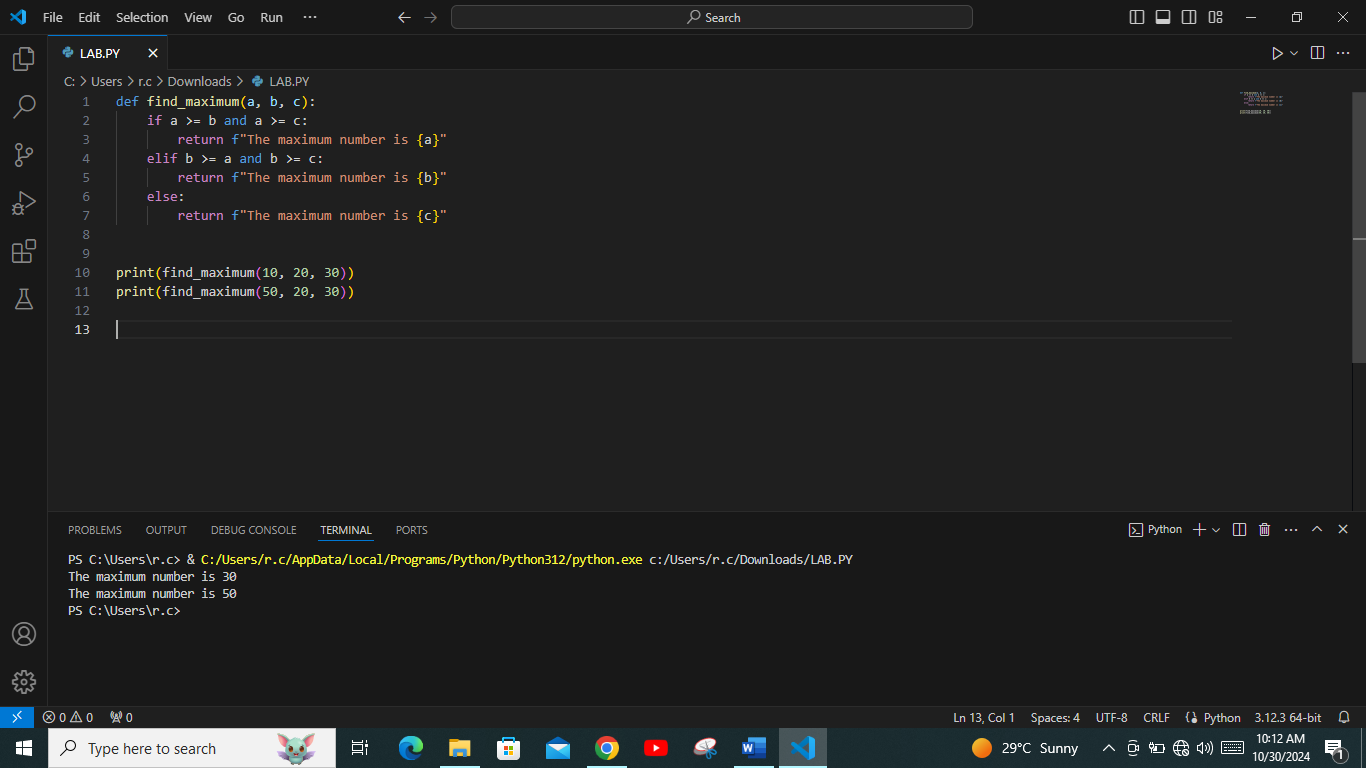 File Edit Selection View Go Run ···
Search
LAB.PY
C: > Users > r.c > Downloads > LAB.PY
1 def find_maximum(a, b, c):
2     if a >= b and a >= c:
3         return f"The maximum number is {a}"
4     elif b >= a and b >= c:
5         return f"The maximum number is {b}"
6     else:
7         return f"The maximum number is {c}"
8
9
10 print(find_maximum(10, 20, 30))
11 print(find_maximum(50, 20, 30))
12
13
PROBLEMS OUTPUT DEBUG CONSOLE TERMINAL PORTS
Python
PS C:\Users\r.c> & C:/Users/r.c/AppData/Local/Programs/Python/Python312/python.exe c:/Users/r.c/Downloads/LAB.PY
The maximum number is 30
The maximum number is 50
PS C:\Users\r.c>
0 0 0
Ln 13, Col 1 Spaces: 4 UTF-8 CRLF Python 3.12.3 64-bit
Type here to search
29°C Sunny
10:12 AM
10/30/2024
1